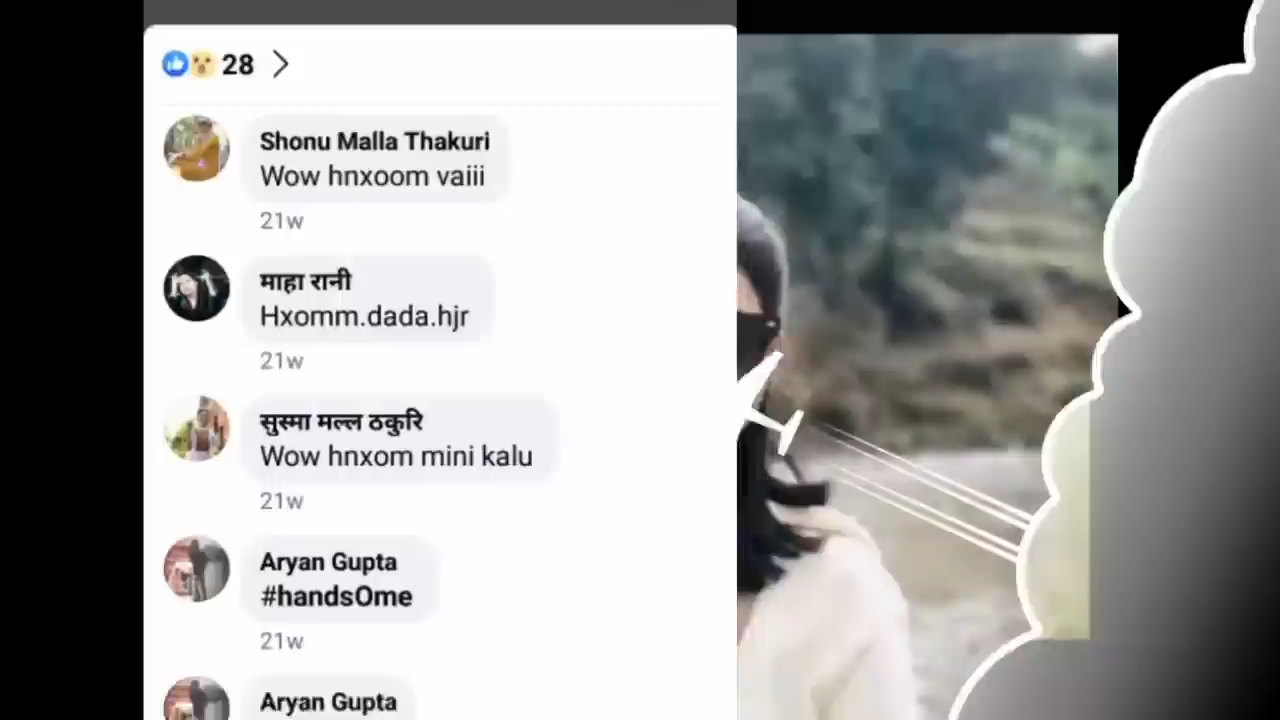 28
Shonu Malla Thakuri
Wow hnxoom vaiii
21w
माहा रानी
Hxomm.dada.hjr
21w
सुस्मा मल्ल ठकुरि
Wow hnxom mini kalu
21w
Aryan Gupta
#handsOme
21w
Aryan Gupta